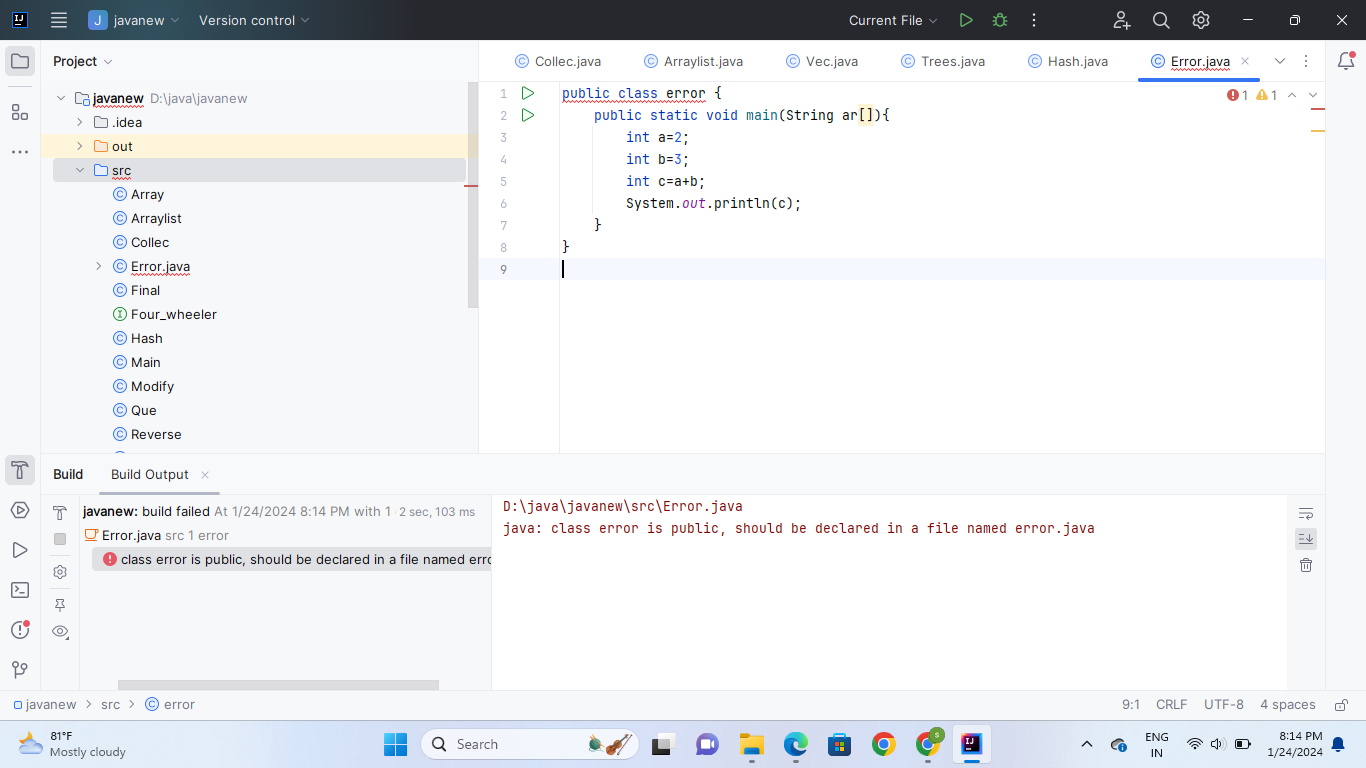 J javanew Version control Current File
Project
Collec.java Arraylist.java Vec.java Trees.java Hash.java Error.java
javanew D:\java\javanew
.idea
out
src
Array
Arraylist
Collec
Error.java
Final
Four_wheeler
Hash
Main
Modify
Que
Reverse
1 public class error {
2     public static void main(String ar[]){
3         int a=2;
4         int b=3;
5         int c=a+b;
6         System.out.println(c);
7     }
8 }
9
1 1
Build Build Output
javanew: build failed At 1/24/2024 8:14 PM with 1 2 sec, 103 ms
Error.java src 1 error
class error is public, should be declared in a file named erro
D:\java\javanew\src\Error.java
java: class error is public, should be declared in a file named error.java
javanew > src > error
9:1 CRLF UTF-8 4 spaces
81°F
Mostly cloudy
Search
ENG
IN
8:14 PM
1/24/2024